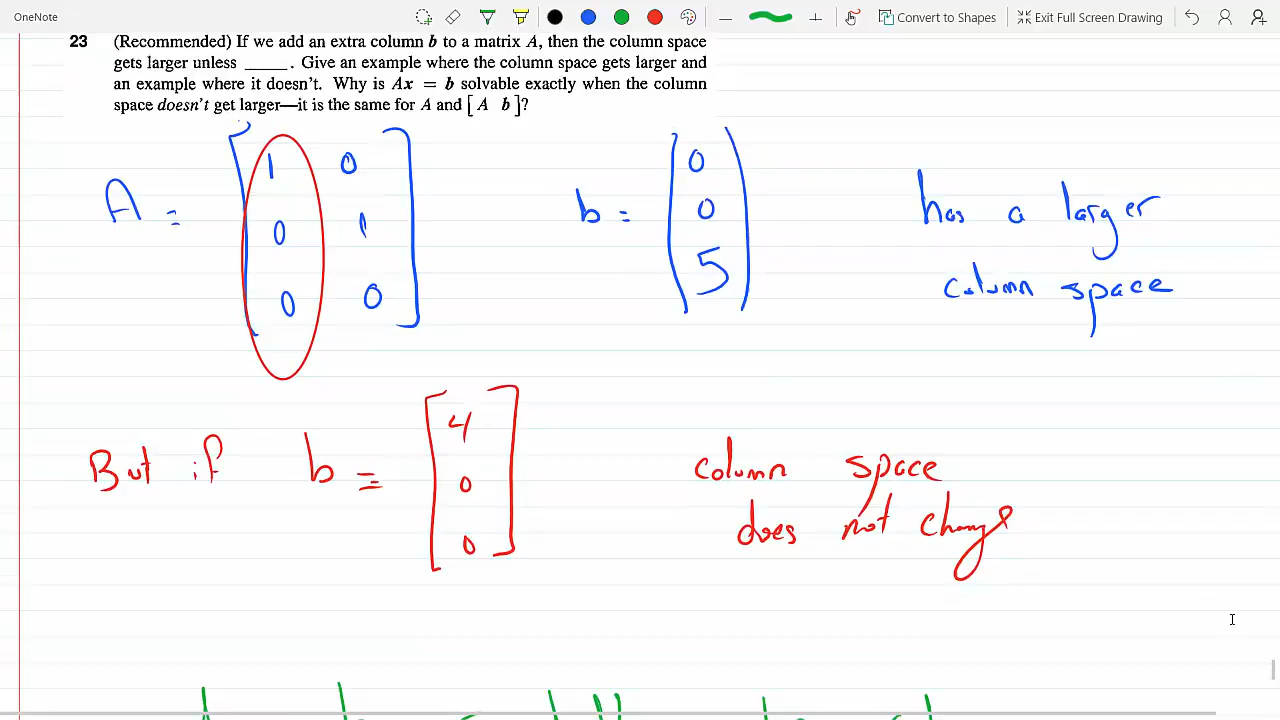 OneNote
Convert to Shapes
Exit Full Screen Drawing
23 (Recommended) If we add an extra column b to a matrix A, then the column space
gets larger unless _____ . Give an example where the column space gets larger and
an example where it doesn't. Why is Ax = b solvable exactly when the column
space doesn't get larger—it is the same for A and [ A b ]?
A = [ 1 0
0 1
0 0 ]
b = ( 0
0
5 )
has a larger
column space
But if b = [ 4
0
0 ]
column space
does not change